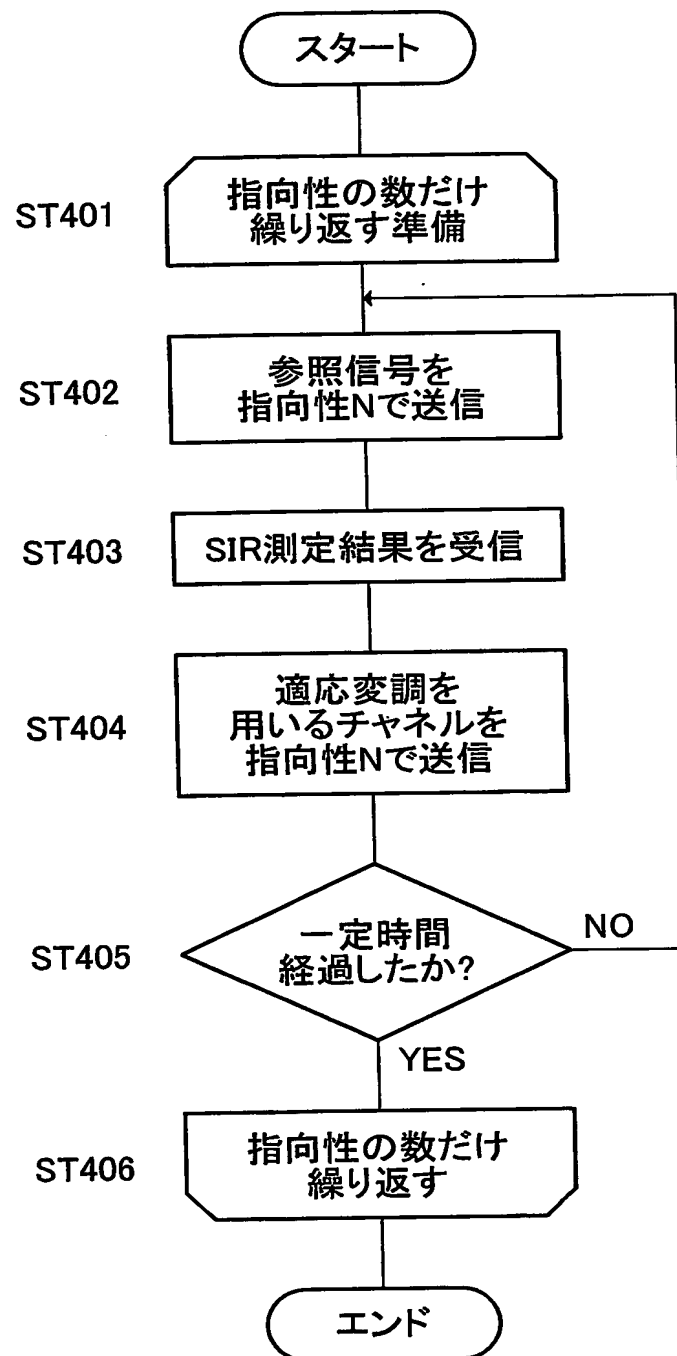 スタート
ST401
指向性の数だけ
繰り返す準備
ST402
参照信号を
指向性Nで送信
ST403
SIR測定結果を受信
ST404
適応変調を
用いるチャネルを
指向性Nで送信
ST405
一定時間
経過したか?
NO
YES
ST406
指向性の数だけ
繰り返す
エンド